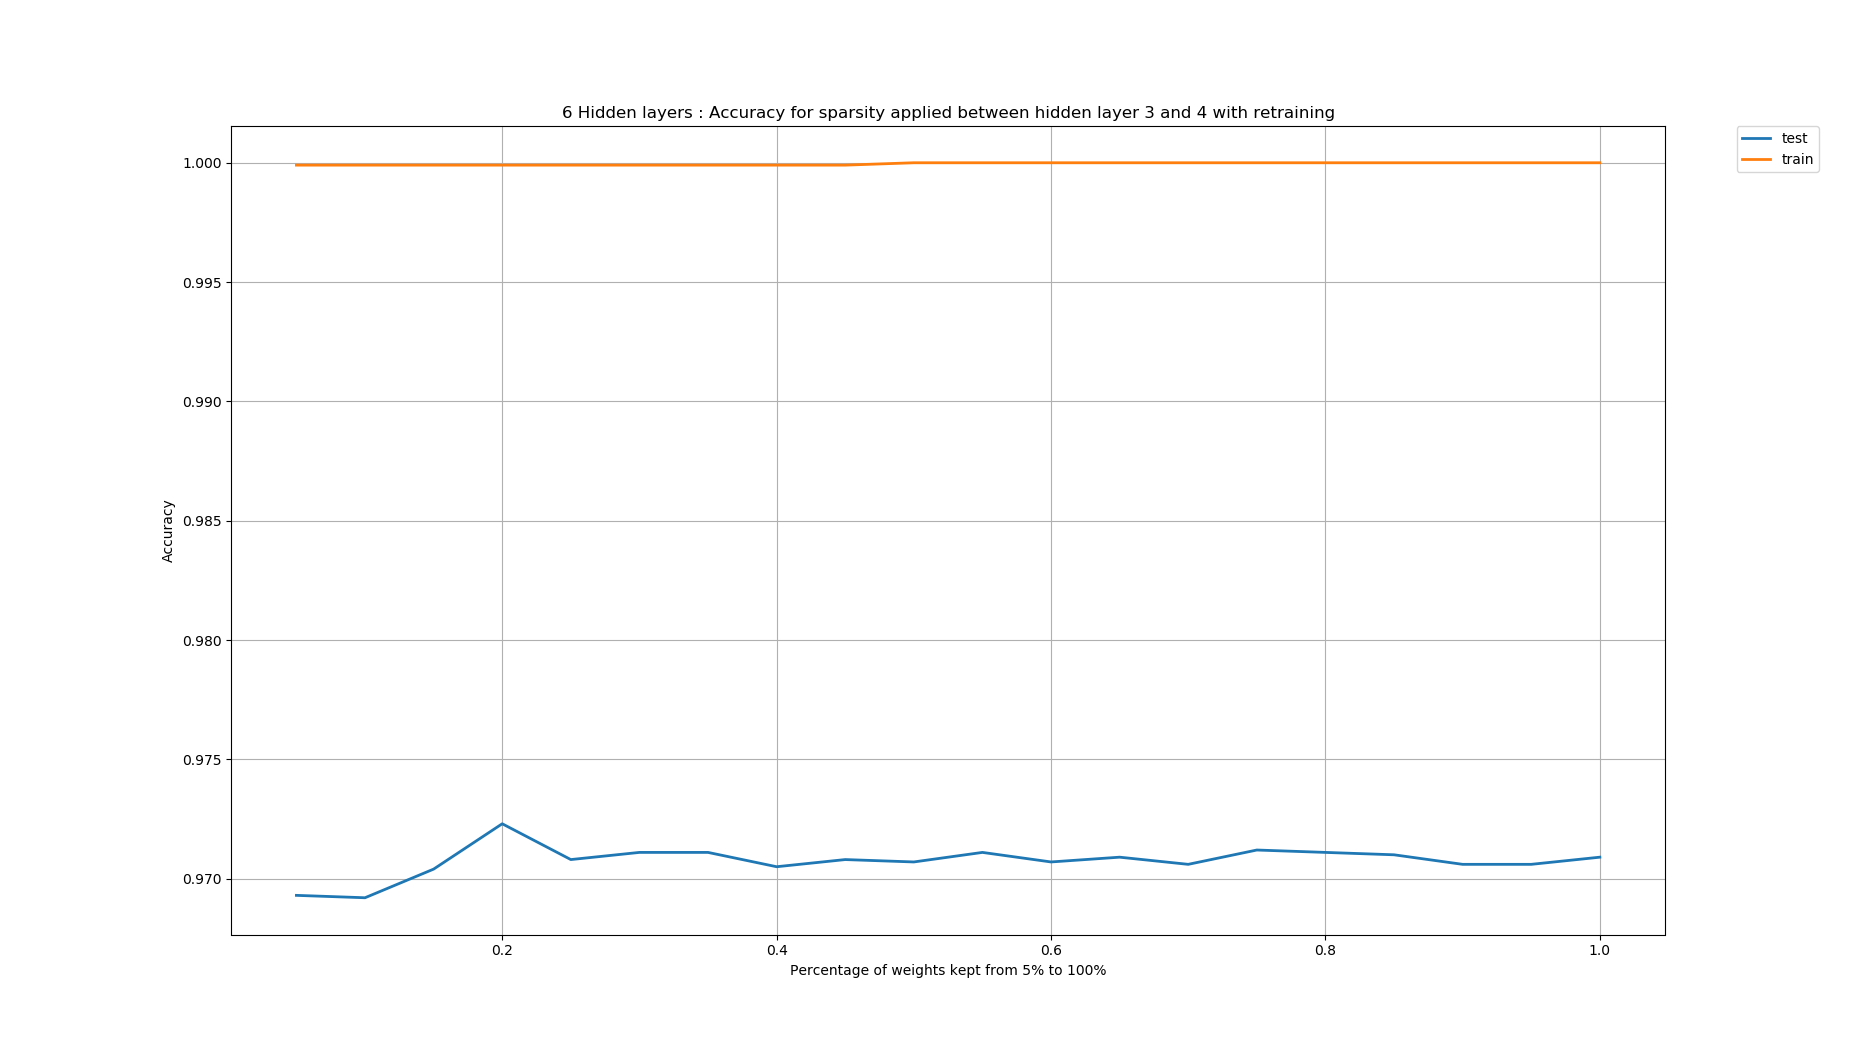 6 Hidden layers : Accuracy for sparsity applied between hidden layer 3 and 4 with retraining
test
train
1.000
0.995
0.990
0.985
0.980
0.975
0.970
Accuracy
0.2 0.4 0.6 0.8 1.0
Percentage of weights kept from 5% to 100%